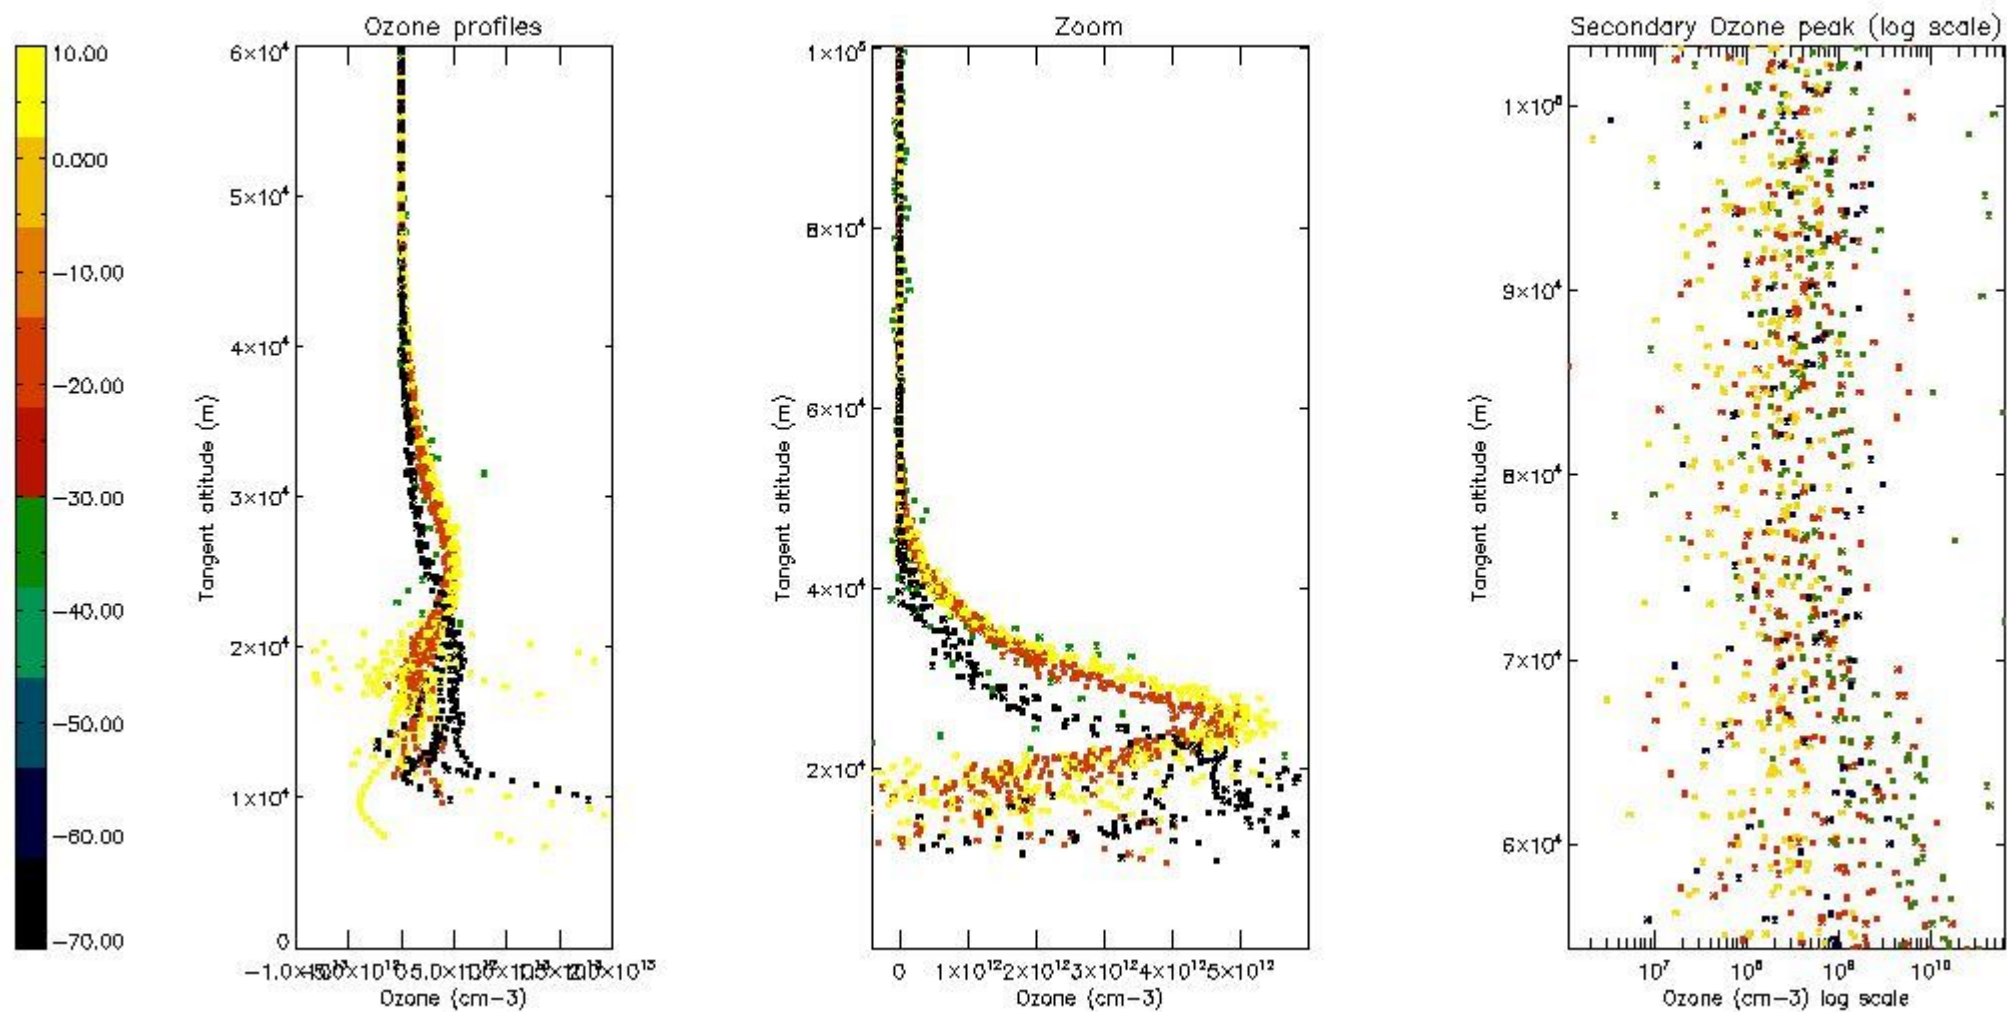 Ozone profiles
Zoom
Secondary Ozone peak (log scale)
10.00
0.000
−10.00
−20.00
−30.00
−40.00
−50.00
−60.00
−70.00
6×10⁴
5×10⁴
4×10⁴
3×10⁴
2×10⁴
1×10⁴
0
Tangent altitude (m)
Ozone (cm−3)
1×10⁵
8×10⁴
6×10⁴
4×10⁴
2×10⁴
Tangent altitude (m)
0 1×10¹² 2×10¹² 3×10¹² 4×10¹² 5×10¹²
Ozone (cm−3)
9×10⁴
8×10⁴
7×10⁴
6×10⁴
Tangent altitude (m)
10⁷ 10⁸ 10⁹ 10¹⁰
Ozone (cm−3) log scale